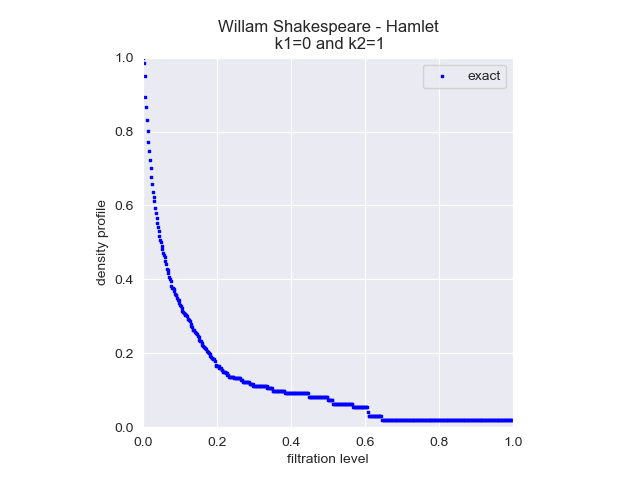 Willam Shakespeare - Hamlet
k1=0 and k2=1
exact
density profile
1.0
0.8
0.6
0.4
0.2
0.0
0.0 0.2 0.4 0.6 0.8 1.0
filtration level